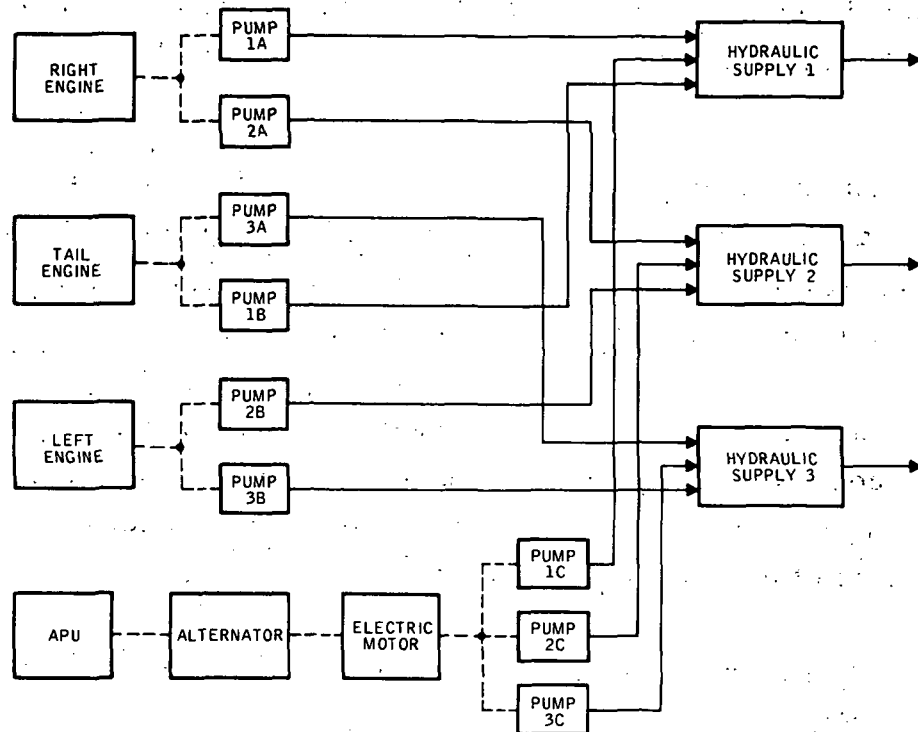 PUMP
1A
HYDRAULIC
SUPPLY 1
RIGHT
ENGINE
PUMP
2A
PUMP
3A
TAIL
ENGINE
HYDRAULIC
SUPPLY 2
PUMP
1B
PUMP
2B
LEFT
ENGINE
HYDRAULIC
SUPPLY 3
PUMP
3B
PUMP
1C
APU
ALTERNATOR
ELECTRIC
MOTOR
PUMP
2C
PUMP
3C